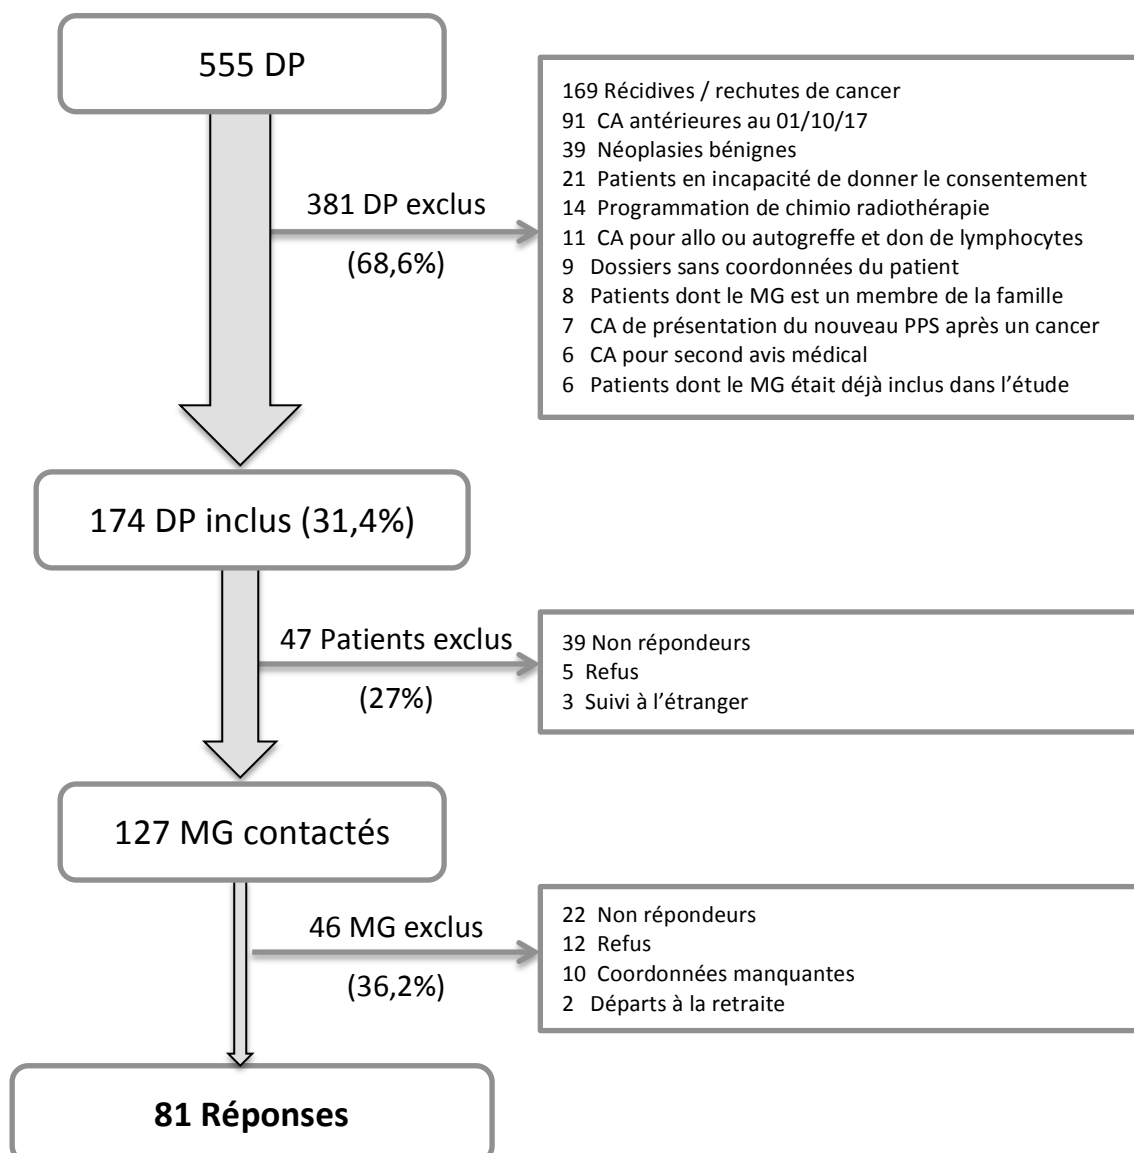 555 DP
169 Récidives / rechutes de cancer
91 CA antérieures au 01/10/17
39 Néoplasies bénignes
21 Patients en incapacité de donner le consentement
14 Programmation de chimio radiothérapie
11 CA pour allo ou autogreffe et don de lymphocytes
9 Dossiers sans coordonnées du patient
8 Patients dont le MG est un membre de la famille
7 CA de présentation du nouveau PPS après un cancer
6 CA pour second avis médical
6 Patients dont le MG était déjà inclus dans l’étude
381 DP exclus
(68,6%)
174 DP inclus (31,4%)
47 Patients exclus
(27%)
39 Non répondeurs
5 Refus
3 Suivi à l’étranger
127 MG contactés
46 MG exclus
(36,2%)
22 Non répondeurs
12 Refus
10 Coordonnées manquantes
2 Départs à la retraite
81 Réponses